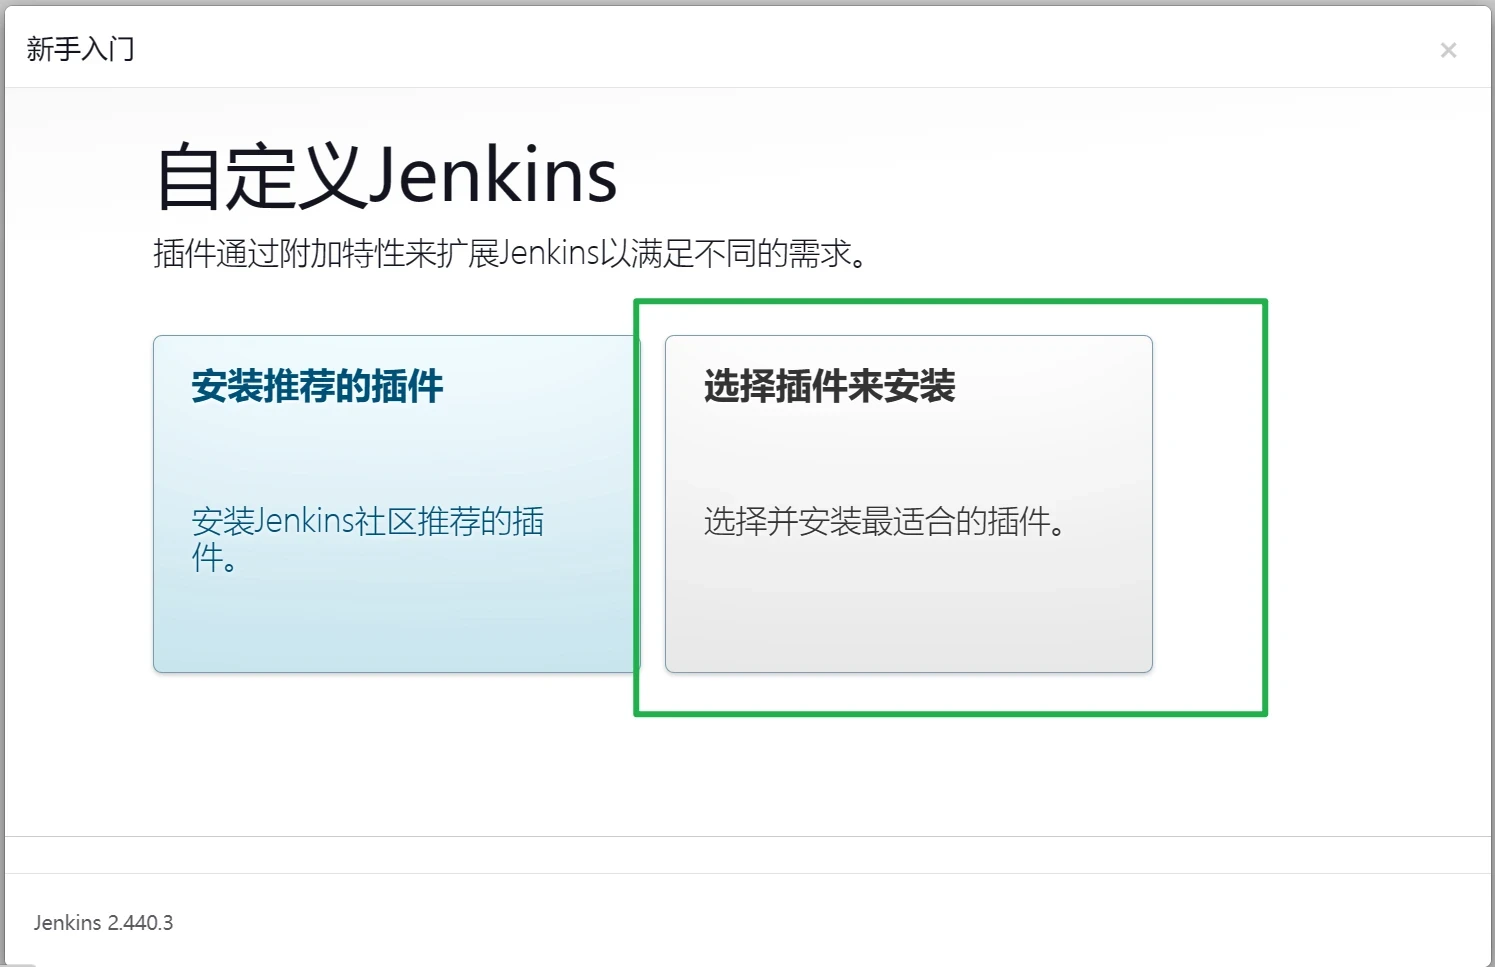 新手入门
×
自定义Jenkins
插件通过附加特性来扩展Jenkins以满足不同的需求。
安装推荐的插件
安装Jenkins社区推荐的插
件。
选择插件来安装
选择并安装最适合的插件。
Jenkins 2.440.3